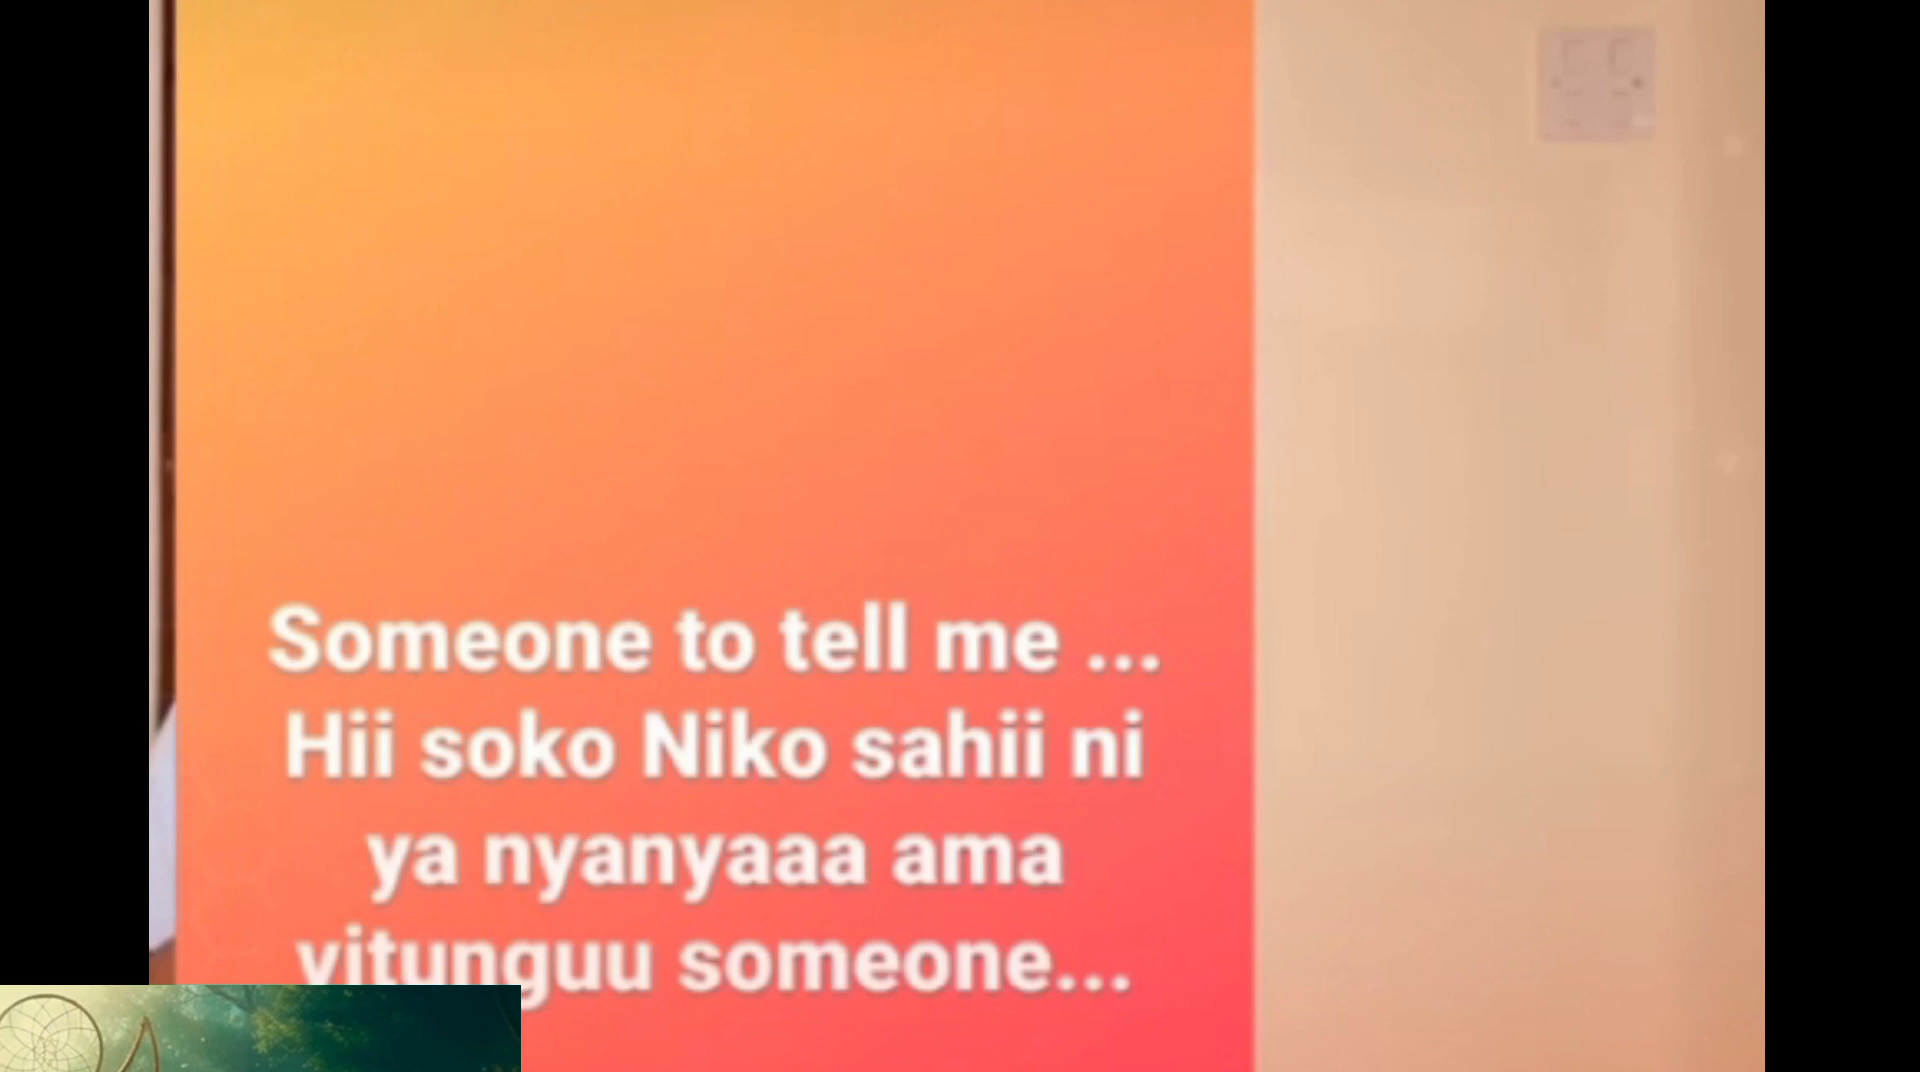 Someone to tell me ...
Hii soko Niko sahii ni
ya nyanyaaa ama
vitunguu someone...